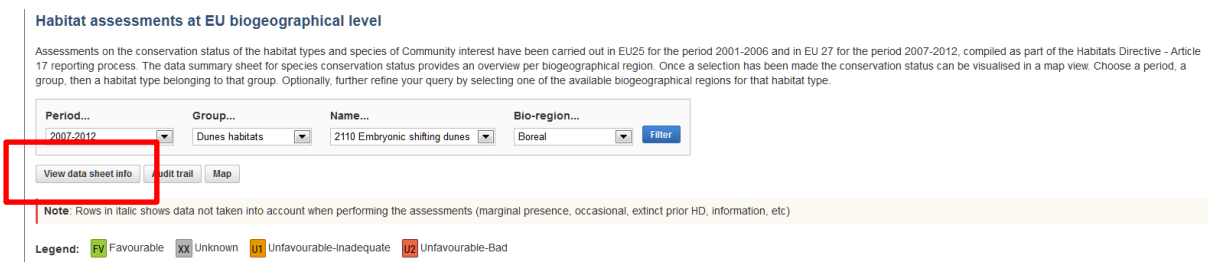 Habitat assessments at EU biogeographical level
Assessments on the conservation status of the habitat types and species of Community interest have been carried out in EU25 for the period 2001-2006 and in EU 27 for the period 2007-2012, compiled as part of the Habitats Directive - Article
17 reporting process. The data summary sheet for species conservation status provides an overview per biogeographical region. Once a selection has been made the conservation status can be visualised in a map view. Choose a period, a
group, then a habitat type belonging to that group. Optionally, further refine your query by selecting one of the available biogeographical regions for that habitat type.
Period... Group... Name... Bio-region...
2007-2012 Dunes habitats 2110 Embryonic shifting dunes Boreal Filter
View data sheet info Audit trail Map
Note: Rows in italic shows data not taken into account when performing the assessments (marginal presence, occasional, extinct prior HD, information, etc)
Legend: FV Favourable XX Unknown U1 Unfavourable-Inadequate U2 Unfavourable-Bad